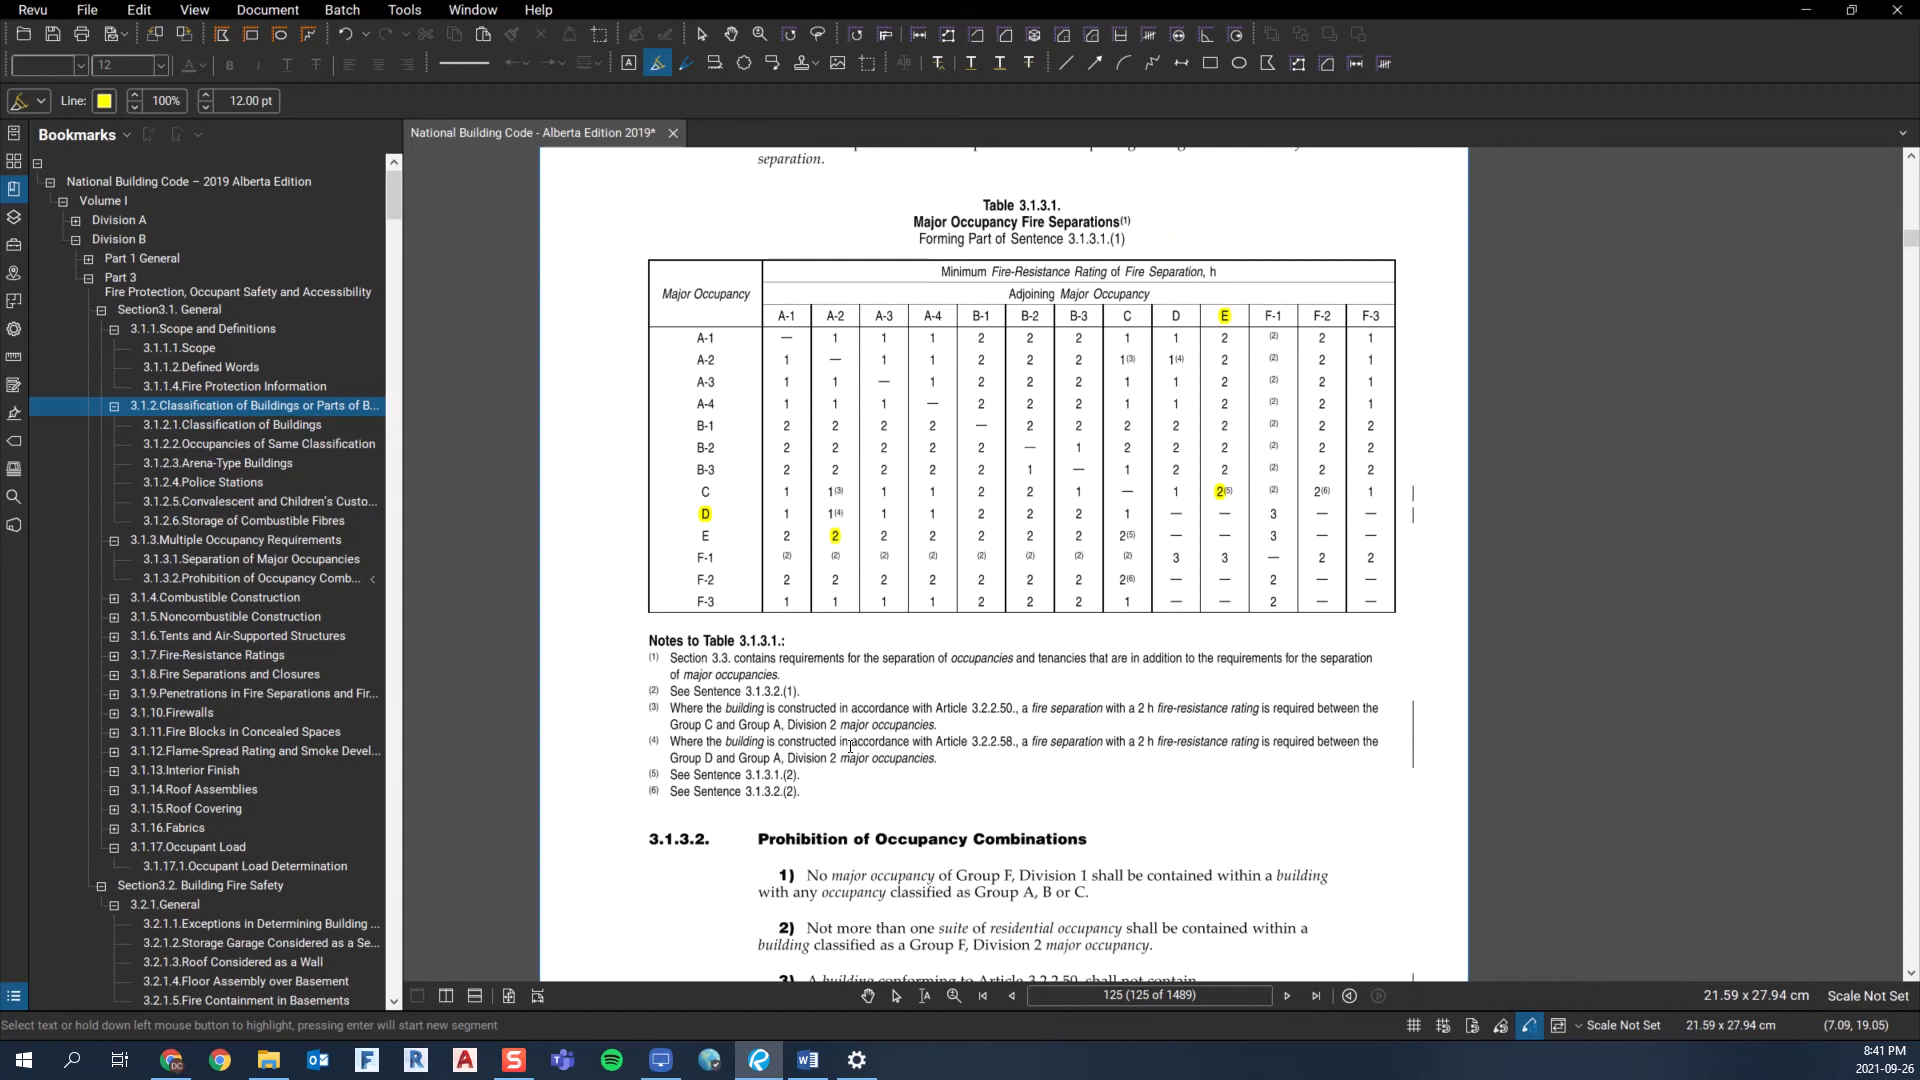 Revu File Edit View Document Batch Tools Window Help
12
Line: 100% 12.00 pt
Bookmarks
National Building Code - Alberta Edition 2019*
National Building Code – 2019 Alberta Edition
Volume I
Division A
Division B
Part 1 General
Part 3
Fire Protection, Occupant Safety and Accessibility
Section3.1. General
3.1.1.Scope and Definitions
3.1.1.1.Scope
3.1.1.2.Defined Words
3.1.1.4.Fire Protection Information
3.1.2.Classification of Buildings or Parts of B...
3.1.2.1.Classification of Buildings
3.1.2.2.Occupancies of Same Classification
3.1.2.3.Arena-Type Buildings
3.1.2.4.Police Stations
3.1.2.5.Convalescent and Children's Custo...
3.1.2.6.Storage of Combustible Fibres
3.1.3.Multiple Occupancy Requirements
3.1.3.1.Separation of Major Occupancies
3.1.3.2.Prohibition of Occupancy Comb...
3.1.4.Combustible Construction
3.1.5.Noncombustible Construction
3.1.6.Tents and Air-Supported Structures
3.1.7.Fire-Resistance Ratings
3.1.8.Fire Separations and Closures
3.1.9.Penetrations in Fire Separations and Fir...
3.1.10.Firewalls
3.1.11.Fire Blocks in Concealed Spaces
3.1.12.Flame-Spread Rating and Smoke Devel...
3.1.13.Interior Finish
3.1.14.Roof Assemblies
3.1.15.Roof Covering
3.1.16.Fabrics
3.1.17.Occupant Load
3.1.17.1.Occupant Load Determination
Section3.2. Building Fire Safety
3.2.1.General
3.2.1.1.Exceptions in Determining Building ...
3.2.1.2.Storage Garage Considered as a Se...
3.2.1.3.Roof Considered as a Wall
3.2.1.4.Floor Assembly over Basement
3.2.1.5.Fire Containment in Basements
separation.
Table 3.1.3.1.
Major Occupancy Fire Separations(1)
Forming Part of Sentence 3.1.3.1.(1)
Minimum Fire-Resistance Rating of Fire Separation, h
Major Occupancy Adjoining Major Occupancy
A-1 A-2 A-3 A-4 B-1 B-2 B-3 C D E F-1 F-2 F-3
A-1 — 1 1 1 2 2 2 1 1 2 (2) 2 1
A-2 1 — 1 1 2 2 2 1(3) 1(4) 2 (2) 2 1
A-3 1 1 — 1 2 2 2 1 1 2 (2) 2 1
A-4 1 1 1 — 2 2 2 1 1 2 (2) 2 1
B-1 2 2 2 2 — 2 2 2 2 2 (2) 2 2
B-2 2 2 2 2 2 — 1 2 2 2 (2) 2 2
B-3 2 2 2 2 2 1 — 1 2 2 (2) 2 2
C 1 1(3) 1 1 2 2 1 — 1 2(5) (2) 2(6) 1
D 1 1(4) 1 1 2 2 2 1 — — 3 — —
E 2 2 2 2 2 2 2 2(5) — — 3 — —
F-1 (2) (2) (2) (2) (2) (2) (2) (2) 3 3 — 2 2
F-2 2 2 2 2 2 2 2 2(6) — — 2 — —
F-3 1 1 1 1 2 2 2 1 — — 2 — —
Notes to Table 3.1.3.1.:
(1) Section 3.3. contains requirements for the separation of occupancies and tenancies that are in addition to the requirements for the separation
of major occupancies.
(2) See Sentence 3.1.3.2.(1).
(3) Where the building is constructed in accordance with Article 3.2.2.50., a fire separation with a 2 h fire-resistance rating is required between the
Group C and Group A, Division 2 major occupancies.
(4) Where the building is constructed in accordance with Article 3.2.2.58., a fire separation with a 2 h fire-resistance rating is required between the
Group D and Group A, Division 2 major occupancies.
(5) See Sentence 3.1.3.1.(2).
(6) See Sentence 3.1.3.2.(2).
3.1.3.2. Prohibition of Occupancy Combinations
1) No major occupancy of Group F, Division 1 shall be contained within a building
with any occupancy classified as Group A, B or C.
2) Not more than one suite of residential occupancy shall be contained within a
building classified as a Group F, Division 2 major occupancy.
3) A building conforming to Article 3.2.2.50. shall not contain
125 (125 of 1489) 21.59 x 27.94 cm Scale Not Set
Select text or hold down left mouse button to highlight, pressing enter will start new segment Scale Not Set 21.59 x 27.94 cm (7.09, 19.05)
8:41 PM
2021-09-26